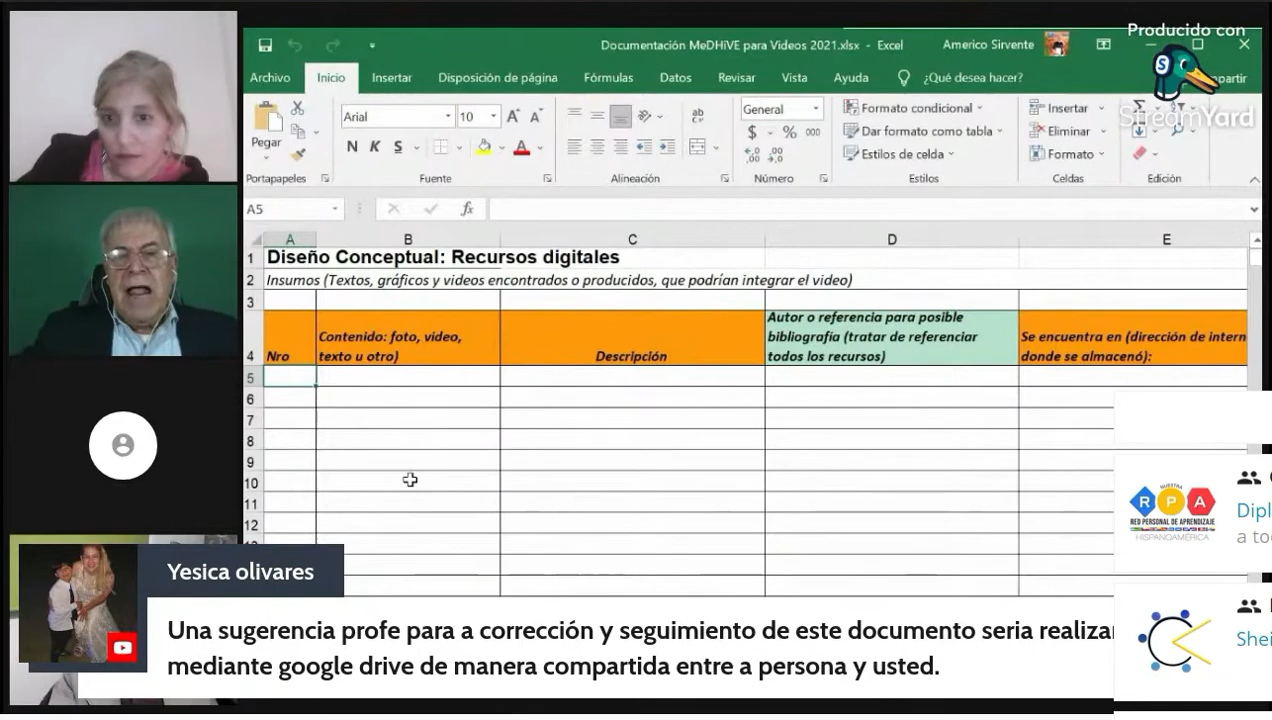 Producido con
StreamYard
Documentación MeDHiVE para Videos 2021.xlsx - Excel
Americo Sirvente
Archivo Inicio Insertar Disposición de página Fórmulas Datos Revisar Vista Ayuda ¿Qué desea hacer? partir
Pegar
Arial 10
N K S
General
$ % 000
Formato condicional
Dar formato como tabla
Estilos de celda
Insertar
Eliminar
Formato
Portapapeles Fuente Alineación Número Estilos Celdas Edición
A5 fx
A B C D E
1 Diseño Conceptual: Recursos digitales
2 Insumos (Textos, gráficos y videos encontrados o producidos, que podrían integrar el video)
3
4 Nro
Contenido: foto, video,
texto u otro)
Descripción
Autor o referencia para posible
bibliografía (tratar de referenciar
todos los recursos)
Se encuentra en (dirección de intern
donde se almacenó):
5
6
7
8
9
10
11
12
NUESTRA
RPA
RED PERSONAL DE APRENDIZAJE
HISPANOAMÉRICA
Dipl
a to
Shei
Yesica olivares
Una sugerencia profe para a corrección y seguimiento de este documento seria realizar
mediante google drive de manera compartida entre a persona y usted.